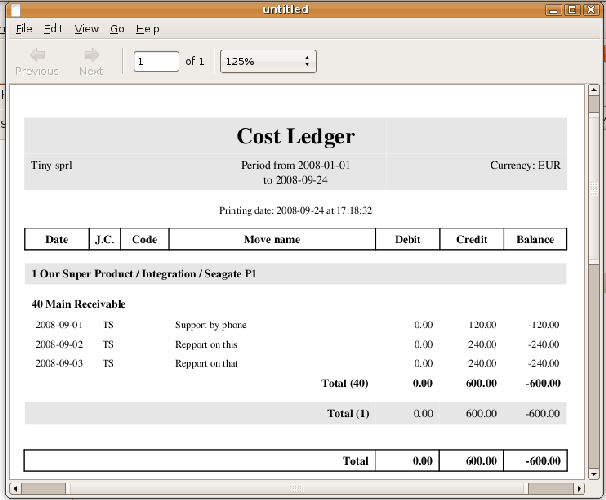 untitled
File Edit View Go Help
Previous Next 1 of 1 125%
Cost Ledger
Tiny sprl Period from 2008-01-01 Currency: EUR
to 2008-09-24
Printing date: 2008-09-24 at 17:18:32
Date J.C. Code Move name Debit Credit Balance
1 Our Super Product / Integration / Seagate P1
40 Main Receivable
2008-09-01 TS Support by phone 0.00 120.00 -120.00
2008-09-02 TS Repport on this 0.00 240.00 -240.00
2008-09-03 TS Repport on that 0.00 240.00 -240.00
Total (40) 0.00 600.00 -600.00
Total (1) 0.00 600.00 -600.00
Total 0.00 600.00 -600.00